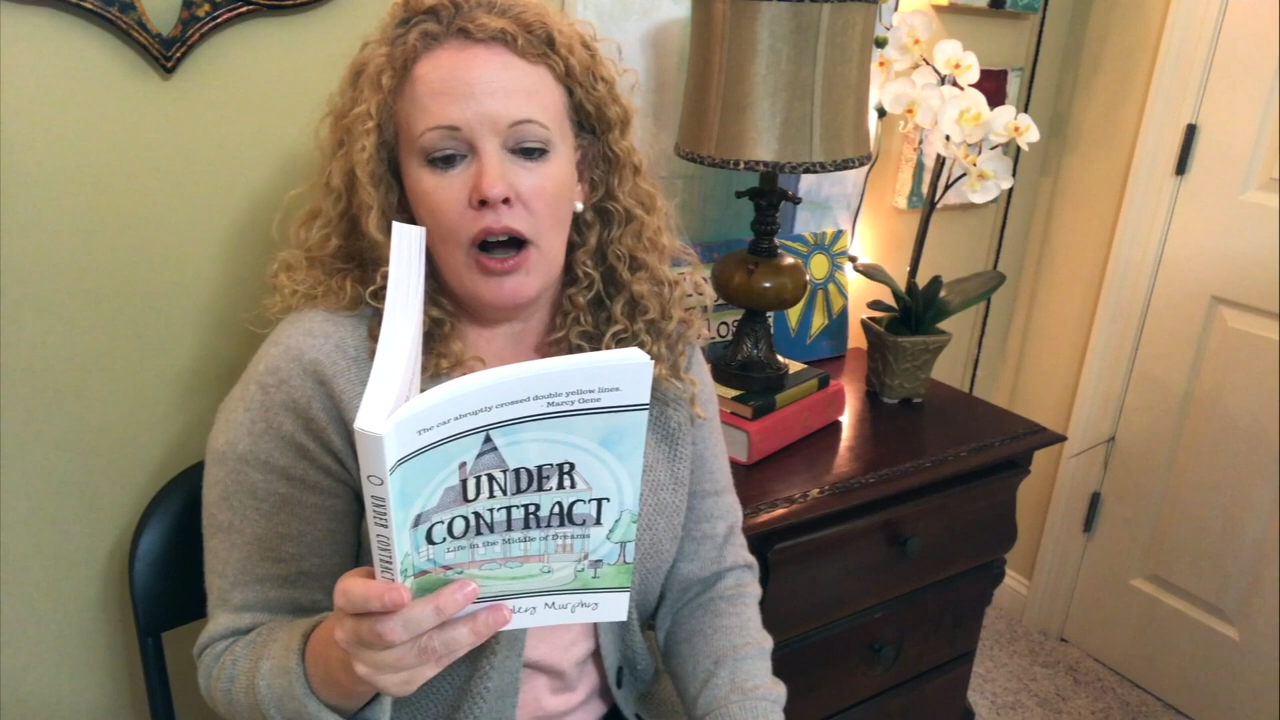 The car abruptly crossed double yellow lines.
- Marcy Gene
UNDER
CONTRACT
Life in the Middle of Dreams
Murphy
UNDER CONTRACT